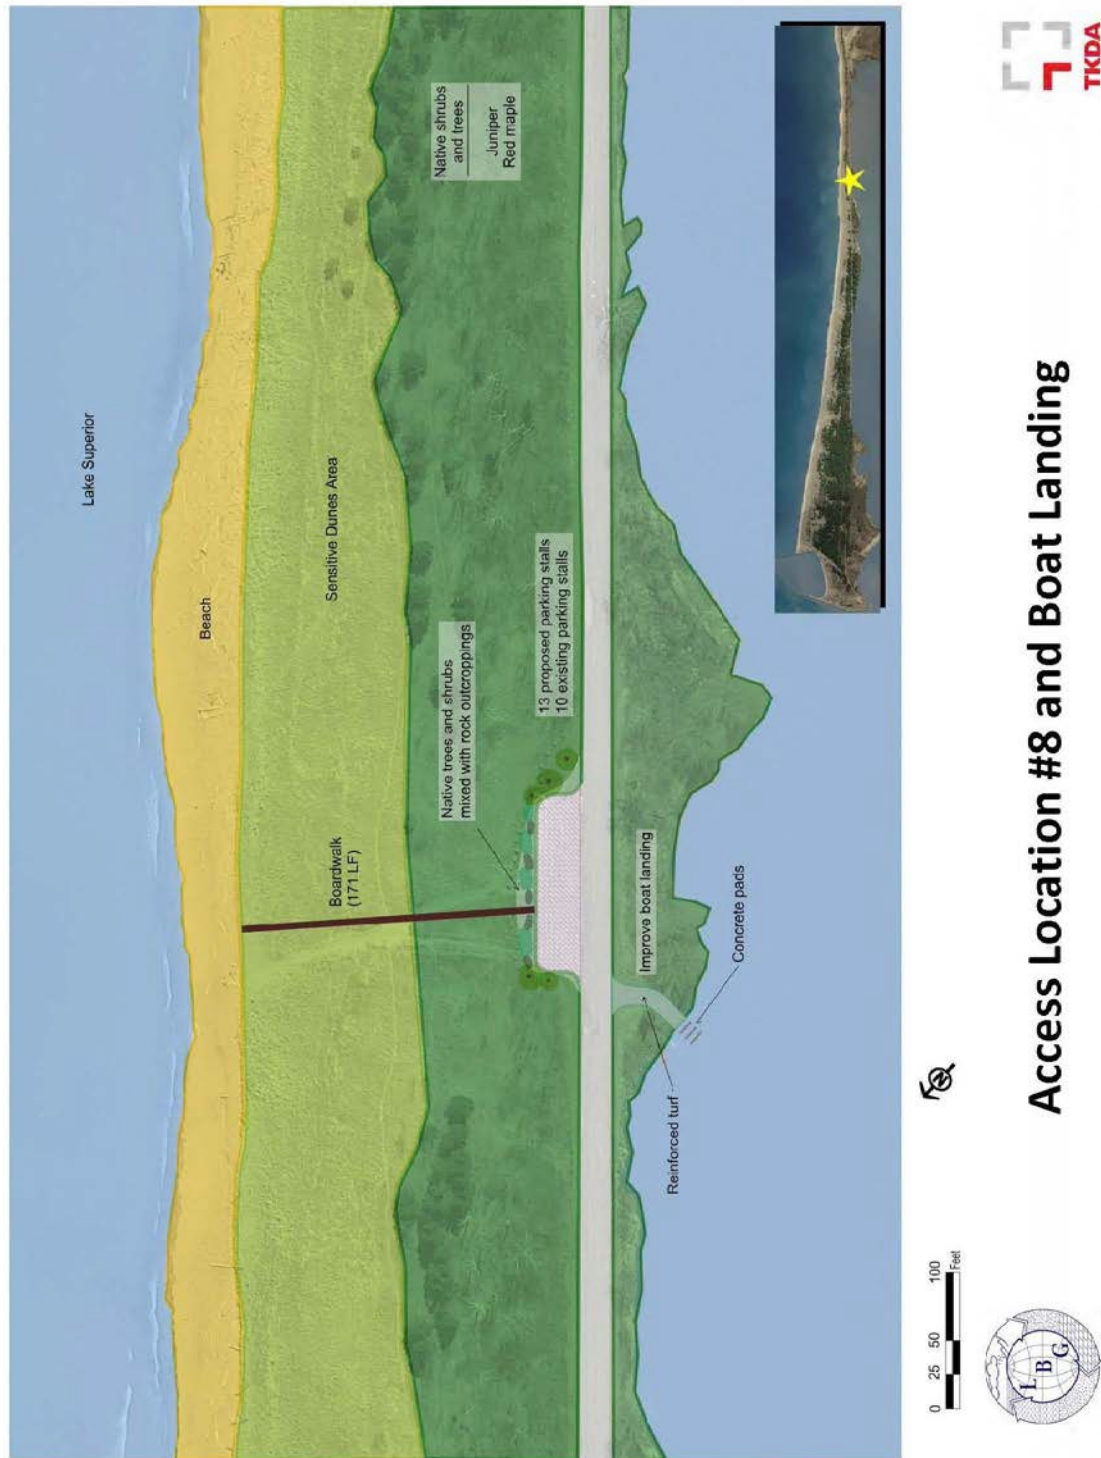 Lake Superior
Beach
Sensitive Dunes Area
Native shrubs
and trees
Juniper
Red maple
Boardwalk
(171 LF)
Native trees and shrubs
mixed with rock outcroppings
13 proposed parking stalls
10 existing parking stalls
Improve boat landing
Reinforced turf
Concrete pads
0 25 50 100
Feet
N
LBG
Access Location #8 and Boat Landing
TKDA